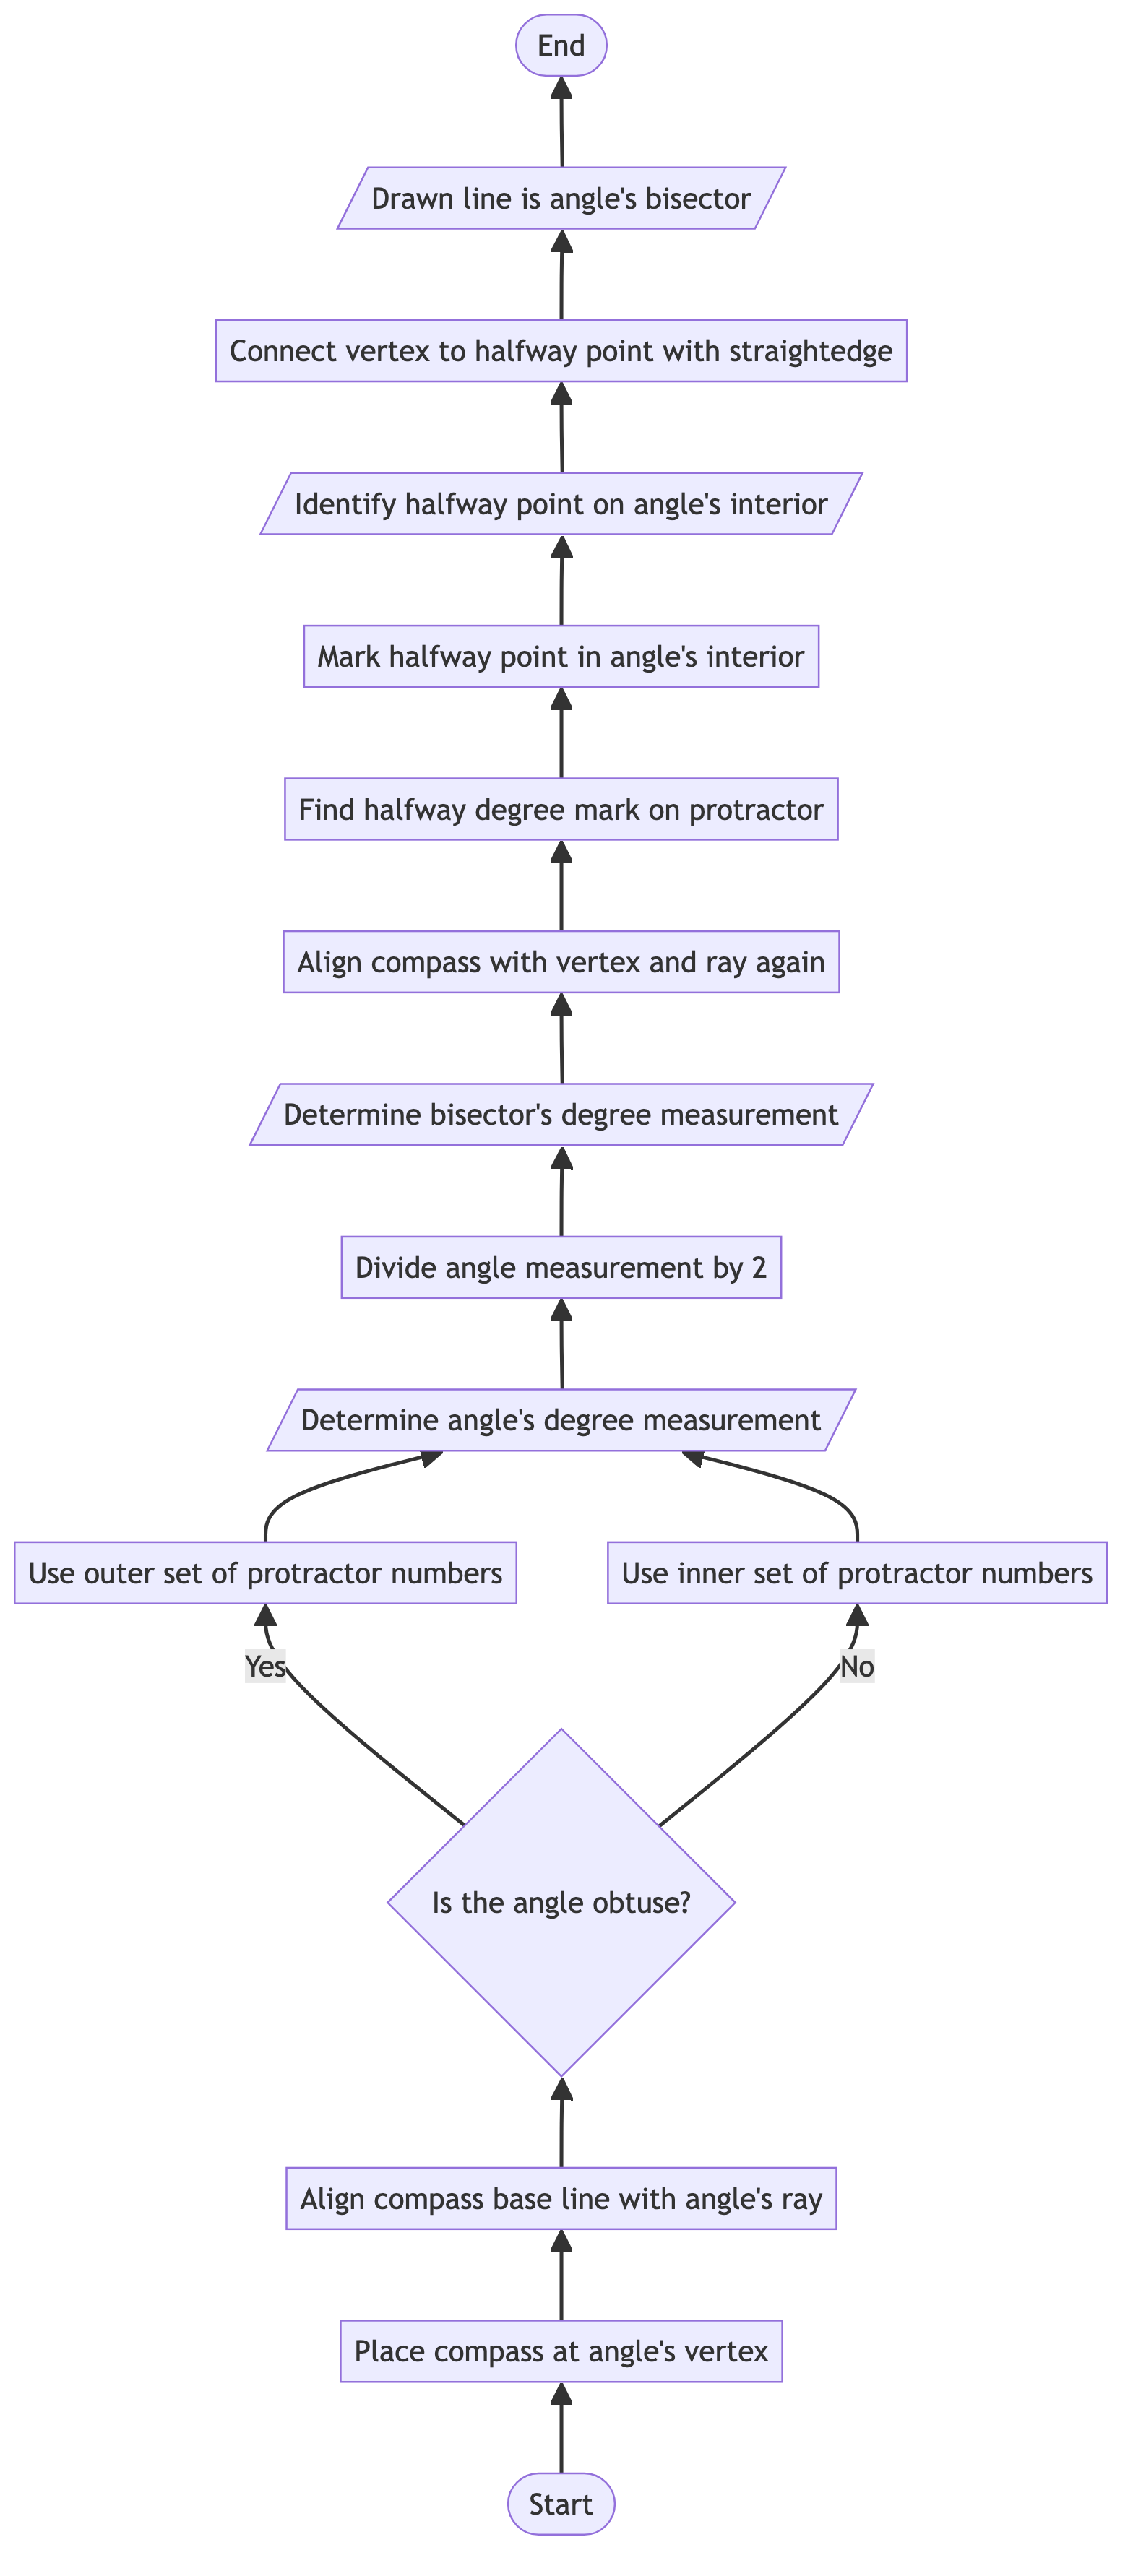 End
Drawn line is angle's bisector
Connect vertex to halfway point with straightedge
Identify halfway point on angle's interior
Mark halfway point in angle's interior
Find halfway degree mark on protractor
Align compass with vertex and ray again
Determine bisector's degree measurement
Divide angle measurement by 2
Determine angle's degree measurement
Use outer set of protractor numbers
Use inner set of protractor numbers
Yes
No
Is the angle obtuse?
Align compass base line with angle's ray
Place compass at angle's vertex
Start